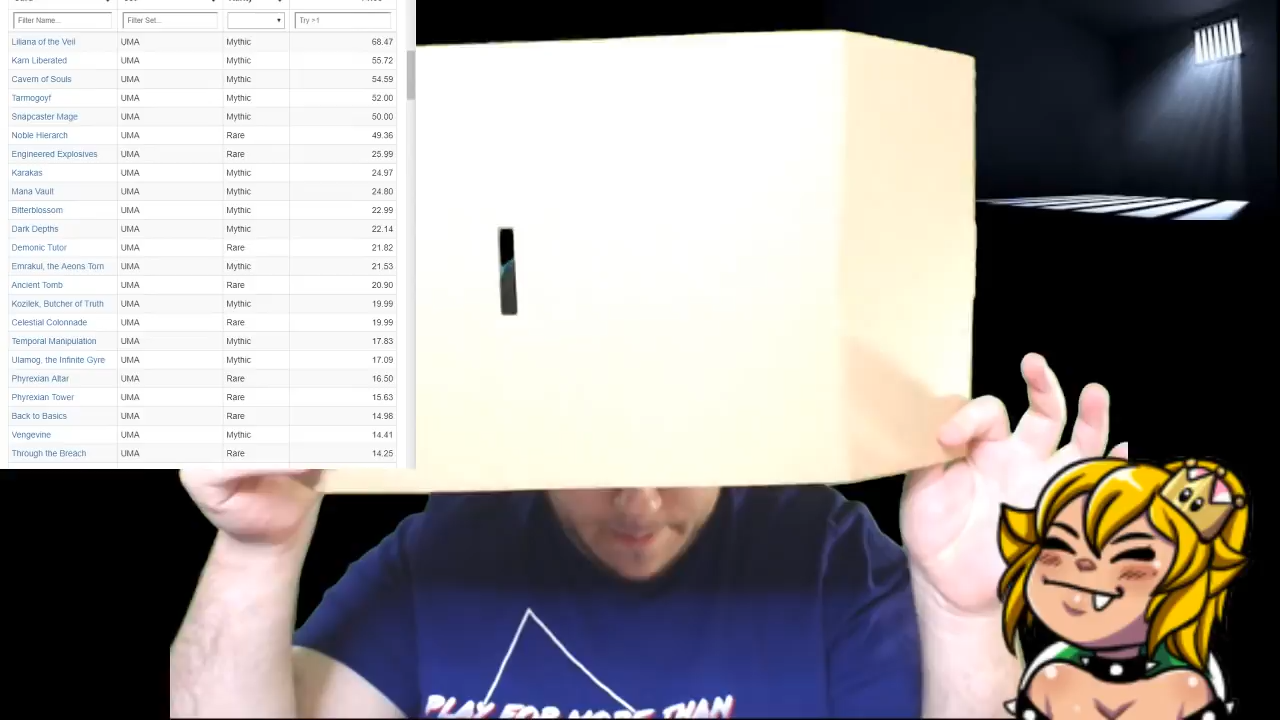 Filter Name... Filter Set... Try >1
Liliana of the Veil UMA Mythic 68.47
Karn Liberated UMA Mythic 55.72
Cavern of Souls UMA Mythic 54.59
Tarmogoyf UMA Mythic 52.00
Snapcaster Mage UMA Mythic 50.00
Noble Hierarch UMA Rare 49.36
Engineered Explosives UMA Rare 25.99
Karakas UMA Mythic 24.97
Mana Vault UMA Mythic 24.80
Bitterblossom UMA Mythic 22.99
Dark Depths UMA Mythic 22.14
Demonic Tutor UMA Rare 21.82
Emrakul, the Aeons Torn UMA Mythic 21.53
Ancient Tomb UMA Rare 20.90
Kozilek, Butcher of Truth UMA Mythic 19.99
Celestial Colonnade UMA Rare 19.99
Temporal Manipulation UMA Mythic 17.83
Ulamog, the Infinite Gyre UMA Mythic 17.09
Phyrexian Altar UMA Rare 16.50
Phyrexian Tower UMA Rare 15.63
Back to Basics UMA Rare 14.98
Vengevine UMA Mythic 14.41
Through the Breach UMA Rare 14.25
PLAY FOR MORE THAN